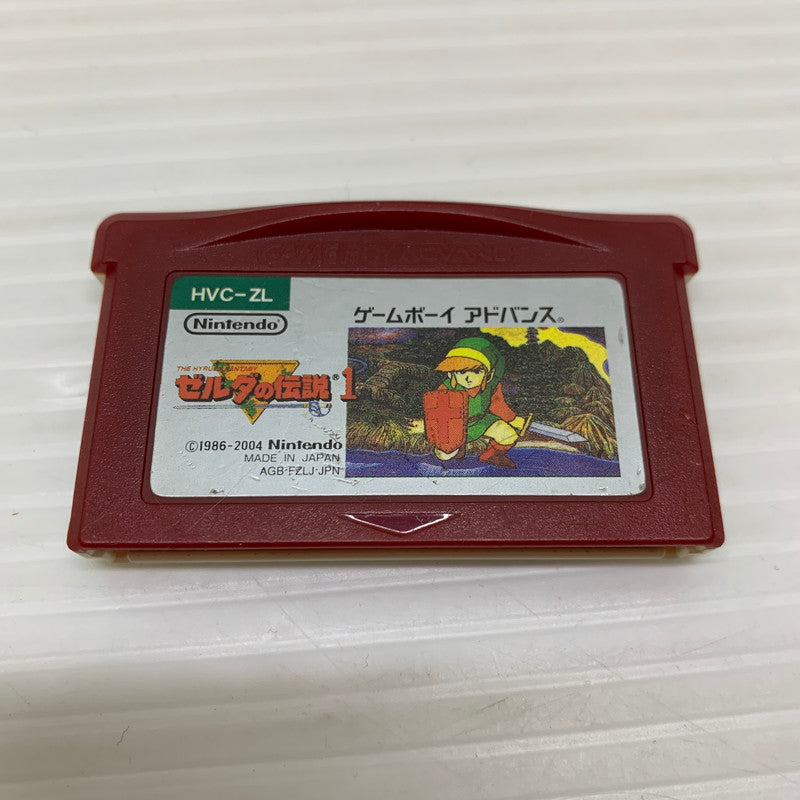 HVC-ZL
Nintendo
ゲームボーイ アドバンス®
THE HYRULE FANTASY
ゼルダの伝説® 1
©1986-2004 Nintendo
MADE IN JAPAN
AGB-FZLJ-JPN